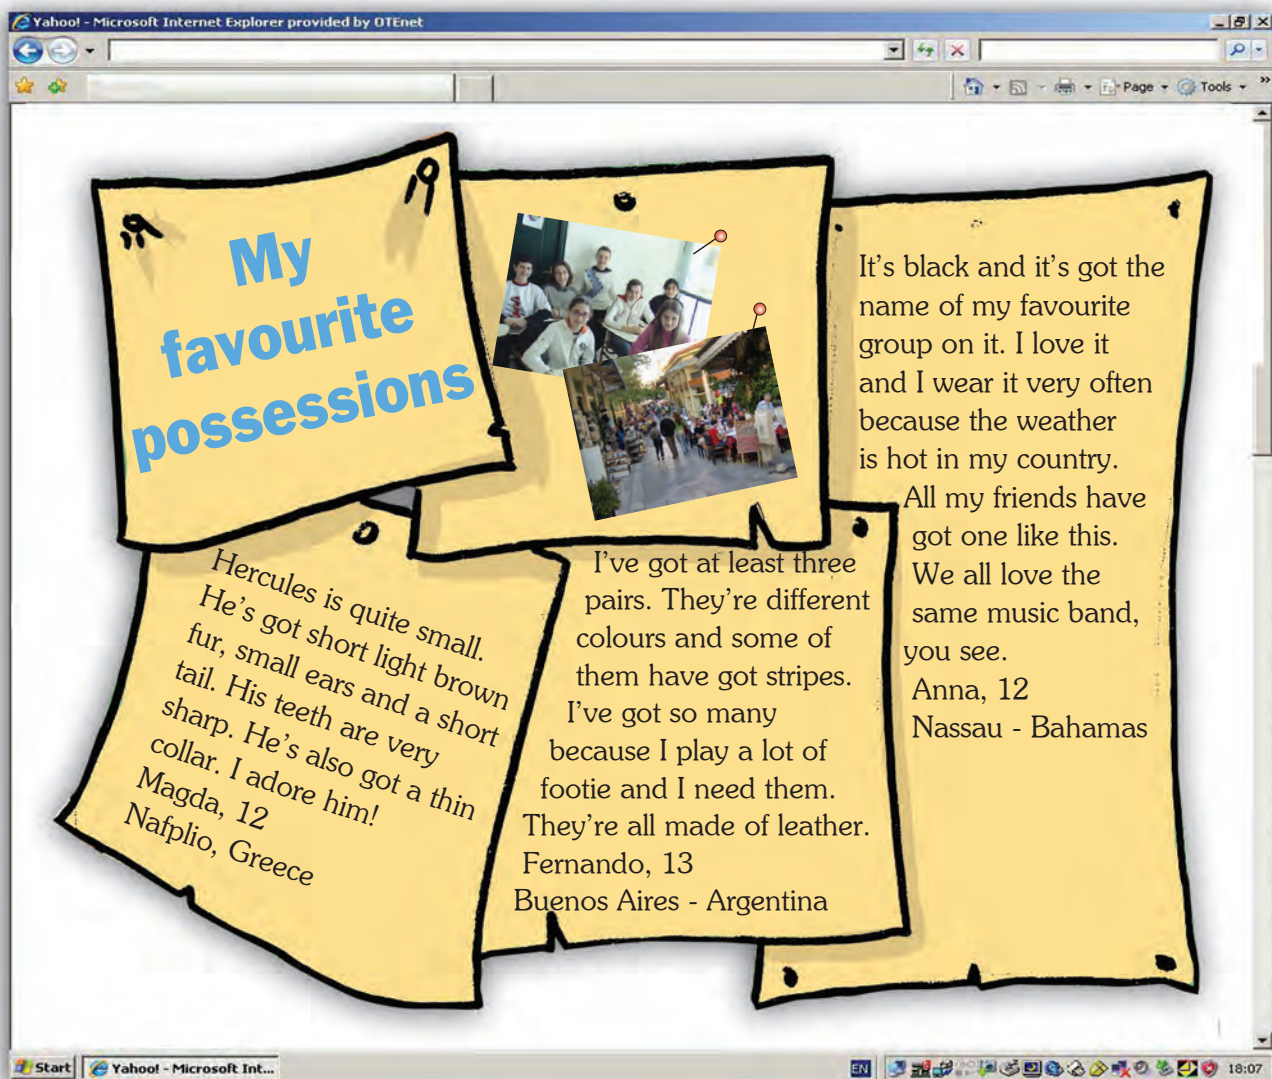 Yahoo! - Microsoft Internet Explorer provided by OTEnet
Page
Tools
My
favourite
possessions
Hercules is quite small.
He's got short light brown
fur, small ears and a short
tail. His teeth are very
sharp. He's also got a thin
collar. I adore him!
Magda, 12
Nafplio, Greece
I've got at least three
pairs. They're different
colours and some of
them have got stripes.
I've got so many
because I play a lot of
footie and I need them.
They're all made of leather.
Fernando, 13
Buenos Aires - Argentina
It's black and it's got the
name of my favourite
group on it. I love it
and I wear it very often
because the weather
is hot in my country.
All my friends have
got one like this.
We all love the
same music band,
you see.
Anna, 12
Nassau - Bahamas
Start
Yahoo! - Microsoft Int...
EN
18:07